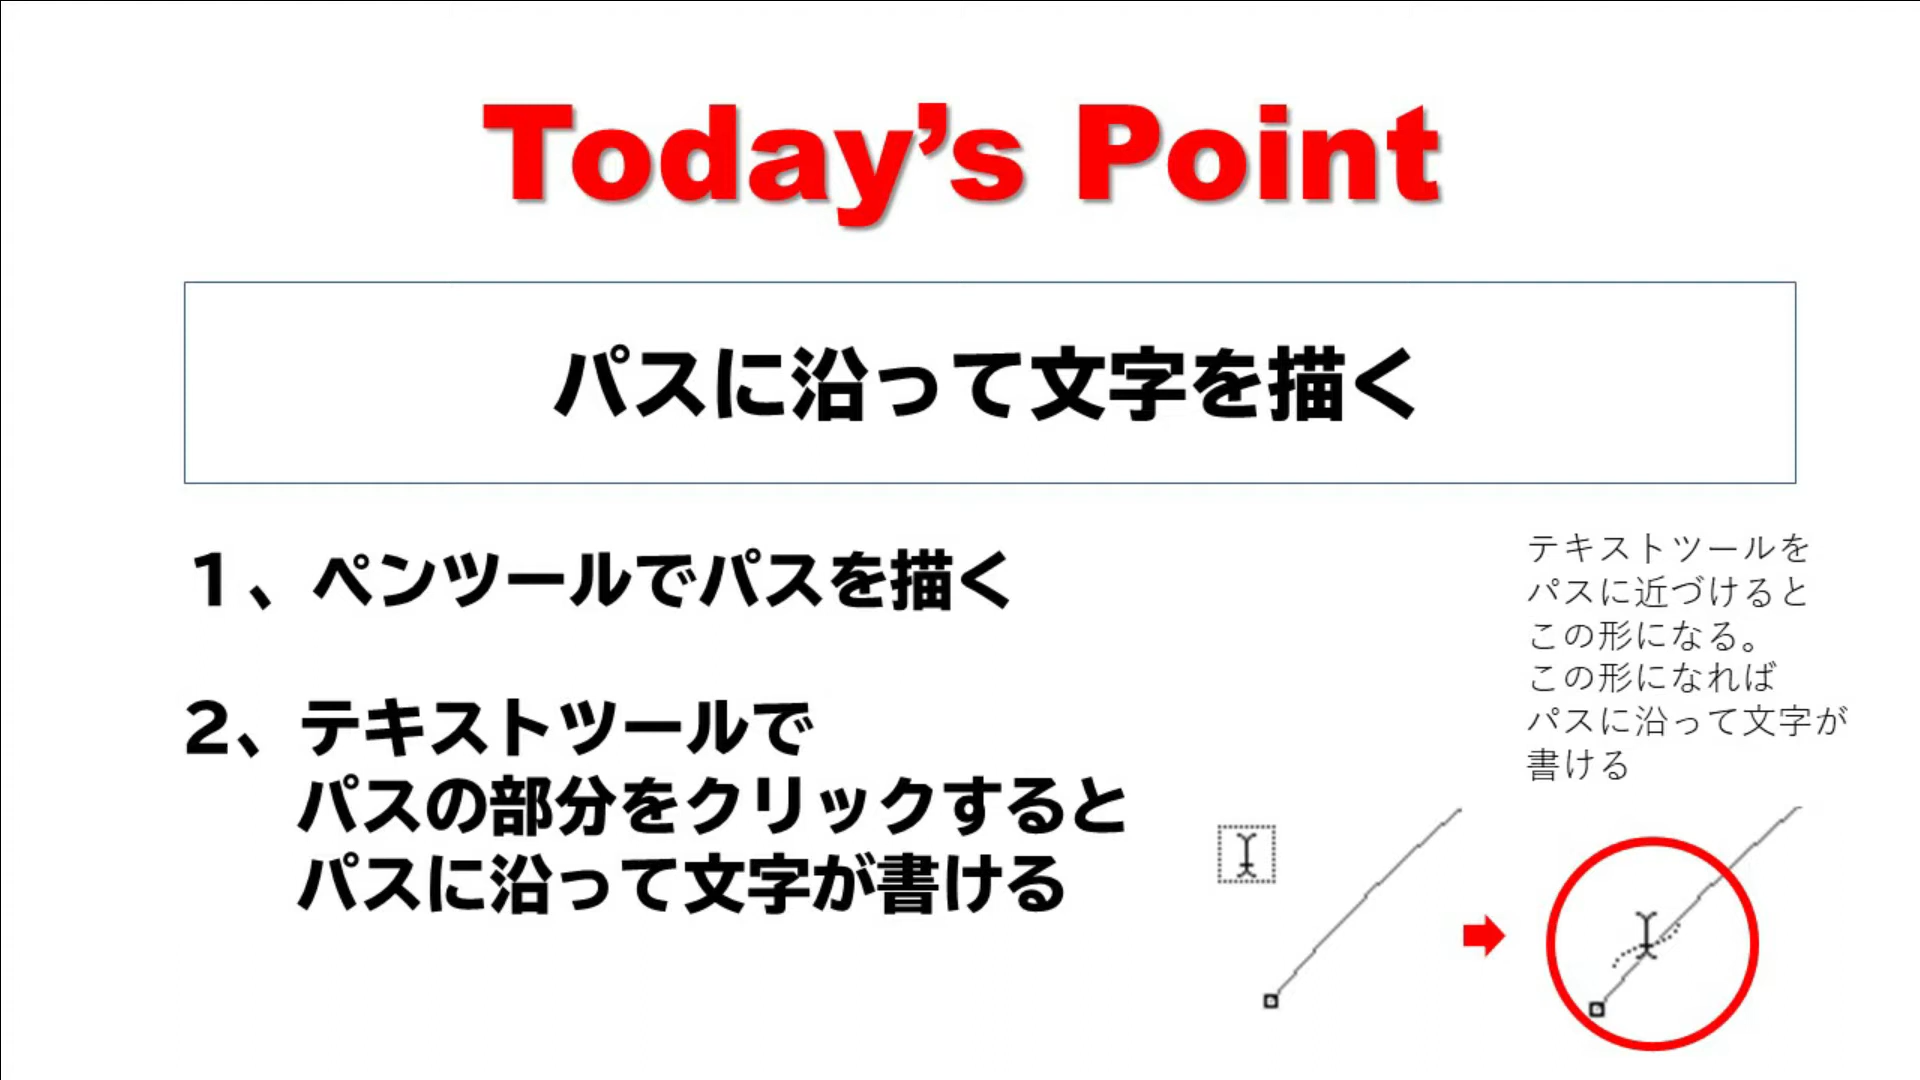 Today’s Point
パスに沿って文字を描く
１、ペンツールでパスを描く
２、テキストツールで
パスの部分をクリックすると
パスに沿って文字が書ける
テキストツールを
パスに近づけると
この形になる。
この形になれば
パスに沿って文字が
書ける